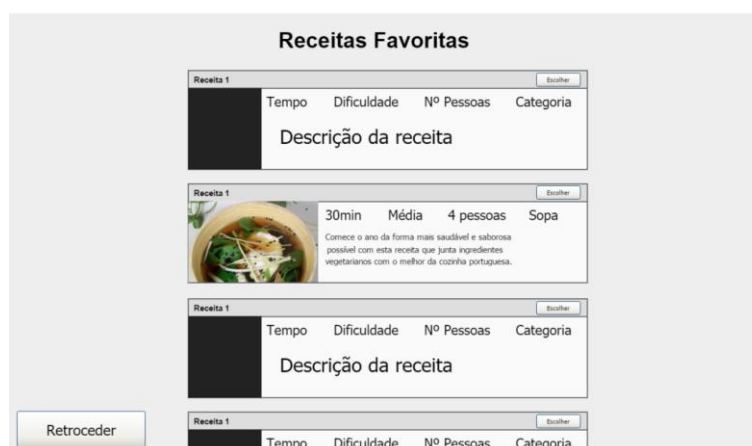 Receitas Favoritas
Receita 1 Escolher
Tempo Dificuldade Nº Pessoas Categoria
Descrição da receita
Receita 1 Escolher
30min Média 4 pessoas Sopa
Comece o ano da forma mais saudável e saborosa
possível com esta receita que junta ingredientes
vegetarianos com o melhor da cozinha portuguesa.
Receita 1 Escolher
Tempo Dificuldade Nº Pessoas Categoria
Descrição da receita
Receita 1 Escolher
Tempo Dificuldade Nº Pessoas Categoria
Retroceder